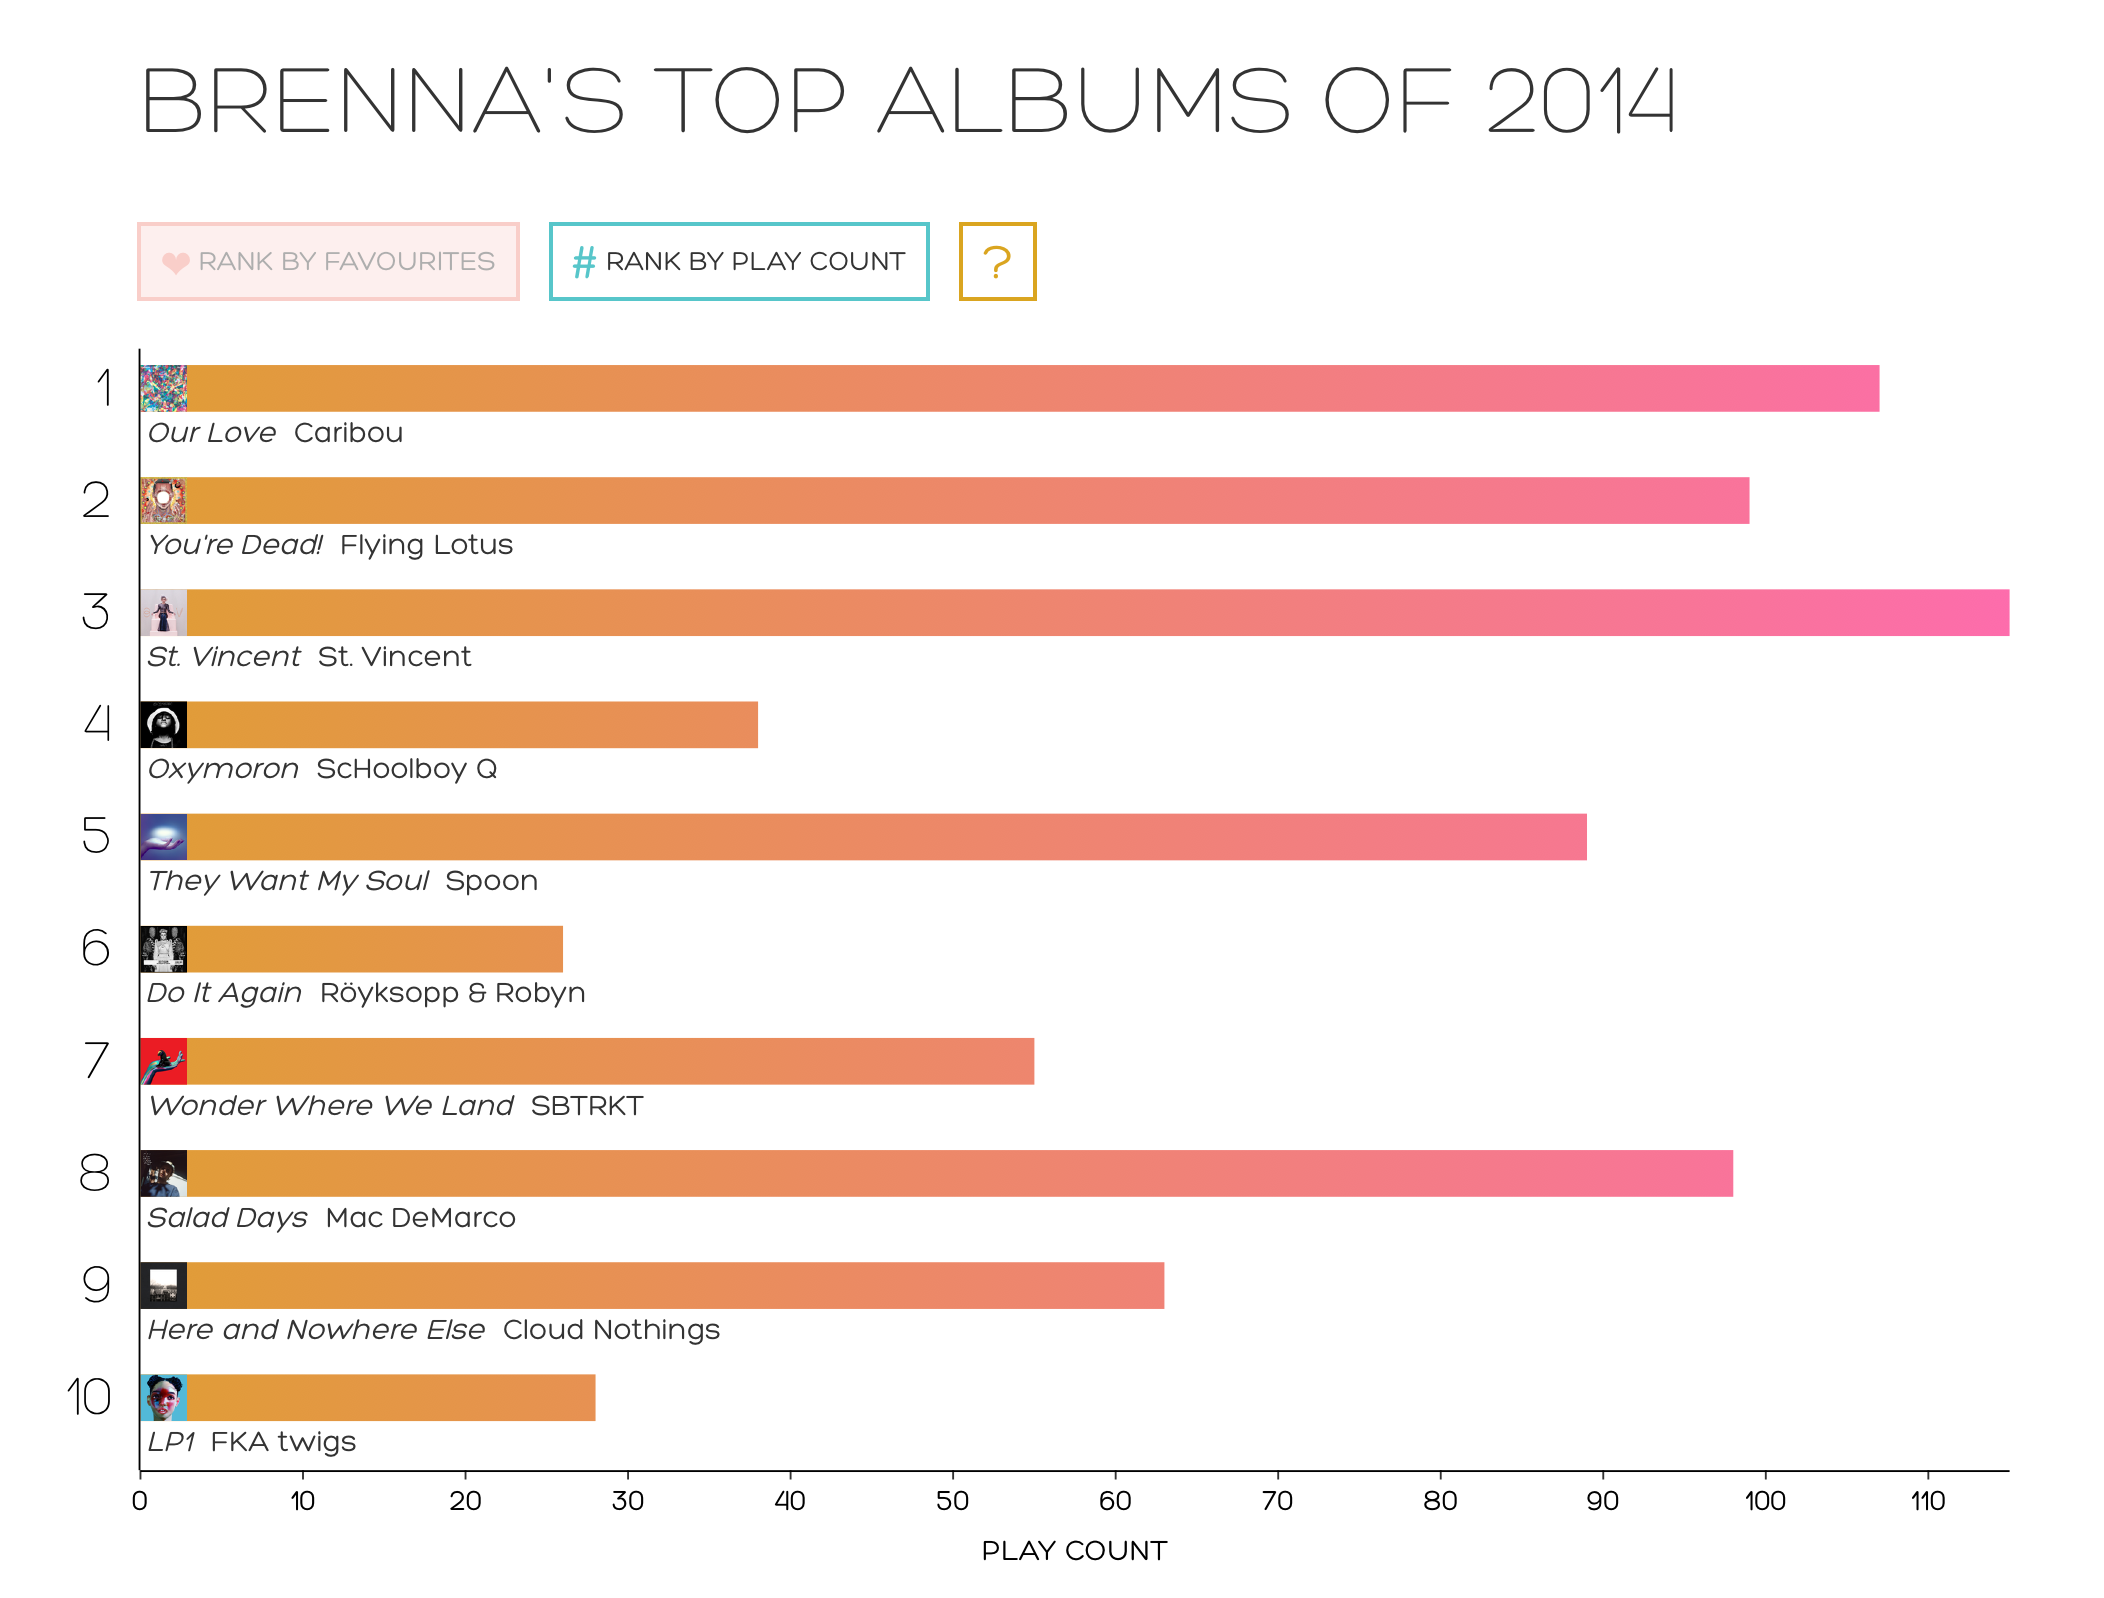 BRENNA'S TOP ALBUMS OF 2014
❤ RANK BY FAVOURITES
# RANK BY PLAY COUNT
?
1
Our Love Caribou
2
You're Dead! Flying Lotus
3
St. Vincent St. Vincent
4
Oxymoron ScHoolboy Q
5
They Want My Soul Spoon
6
Do It Again Röyksopp & Robyn
7
Wonder Where We Land SBTRKT
8
Salad Days Mac DeMarco
9
Here and Nowhere Else Cloud Nothings
10
LP1 FKA twigs
0 10 20 30 40 50 60 70 80 90 100 110
PLAY COUNT